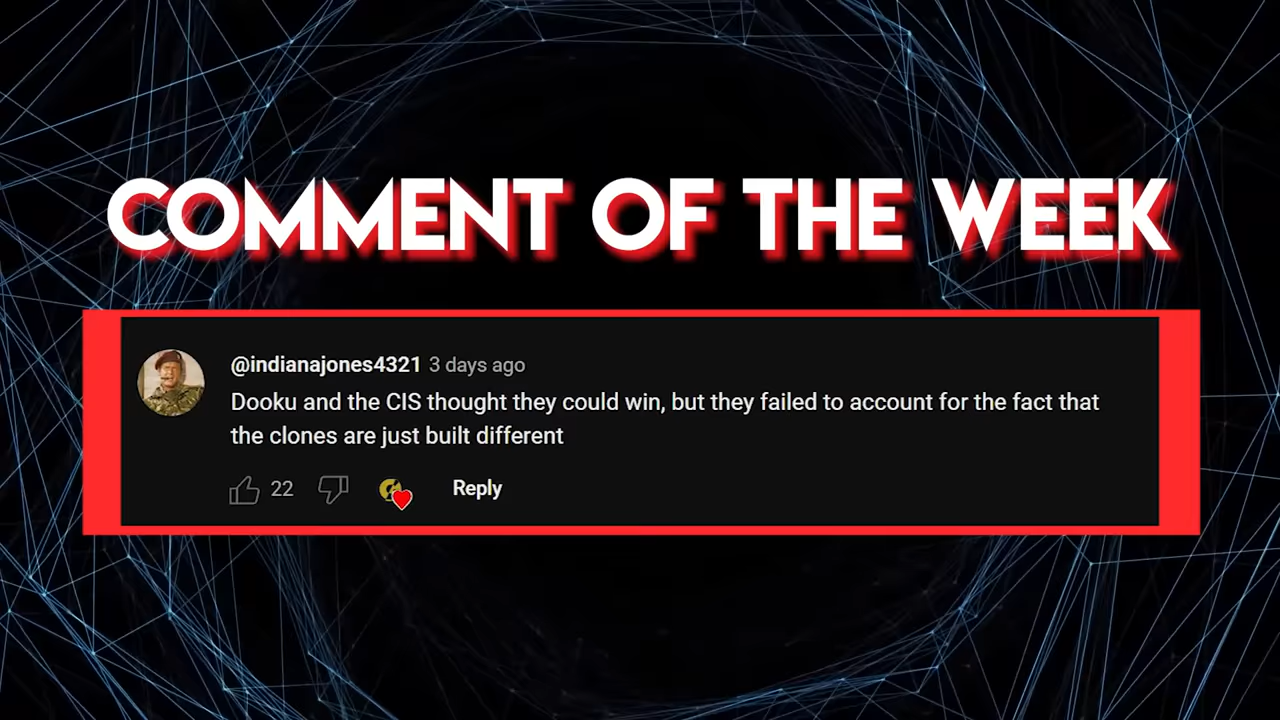 COMMENT OF THE WEEK
@indianajones4321 3 days ago
Dooku and the CIS thought they could win, but they failed to account for the fact that
the clones are just built different
22 Reply